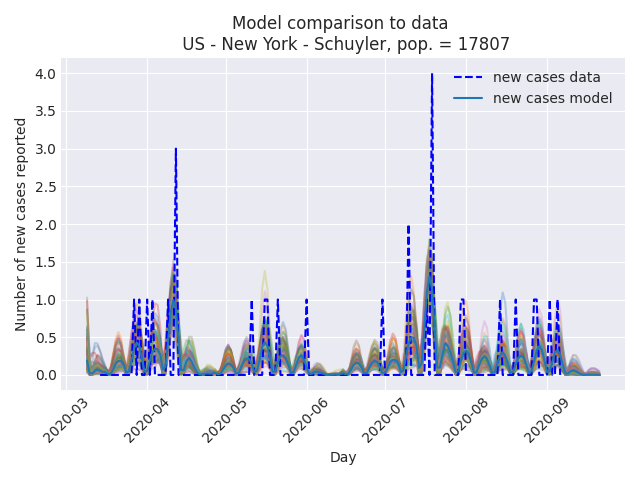 Model comparison to data
US - New York - Schuyler, pop. = 17807
new cases data
new cases model
Number of new cases reported
4.0
3.5
3.0
2.5
2.0
1.5
1.0
0.5
0.0
2020-03
2020-04
2020-05
2020-06
2020-07
2020-08
2020-09
Day